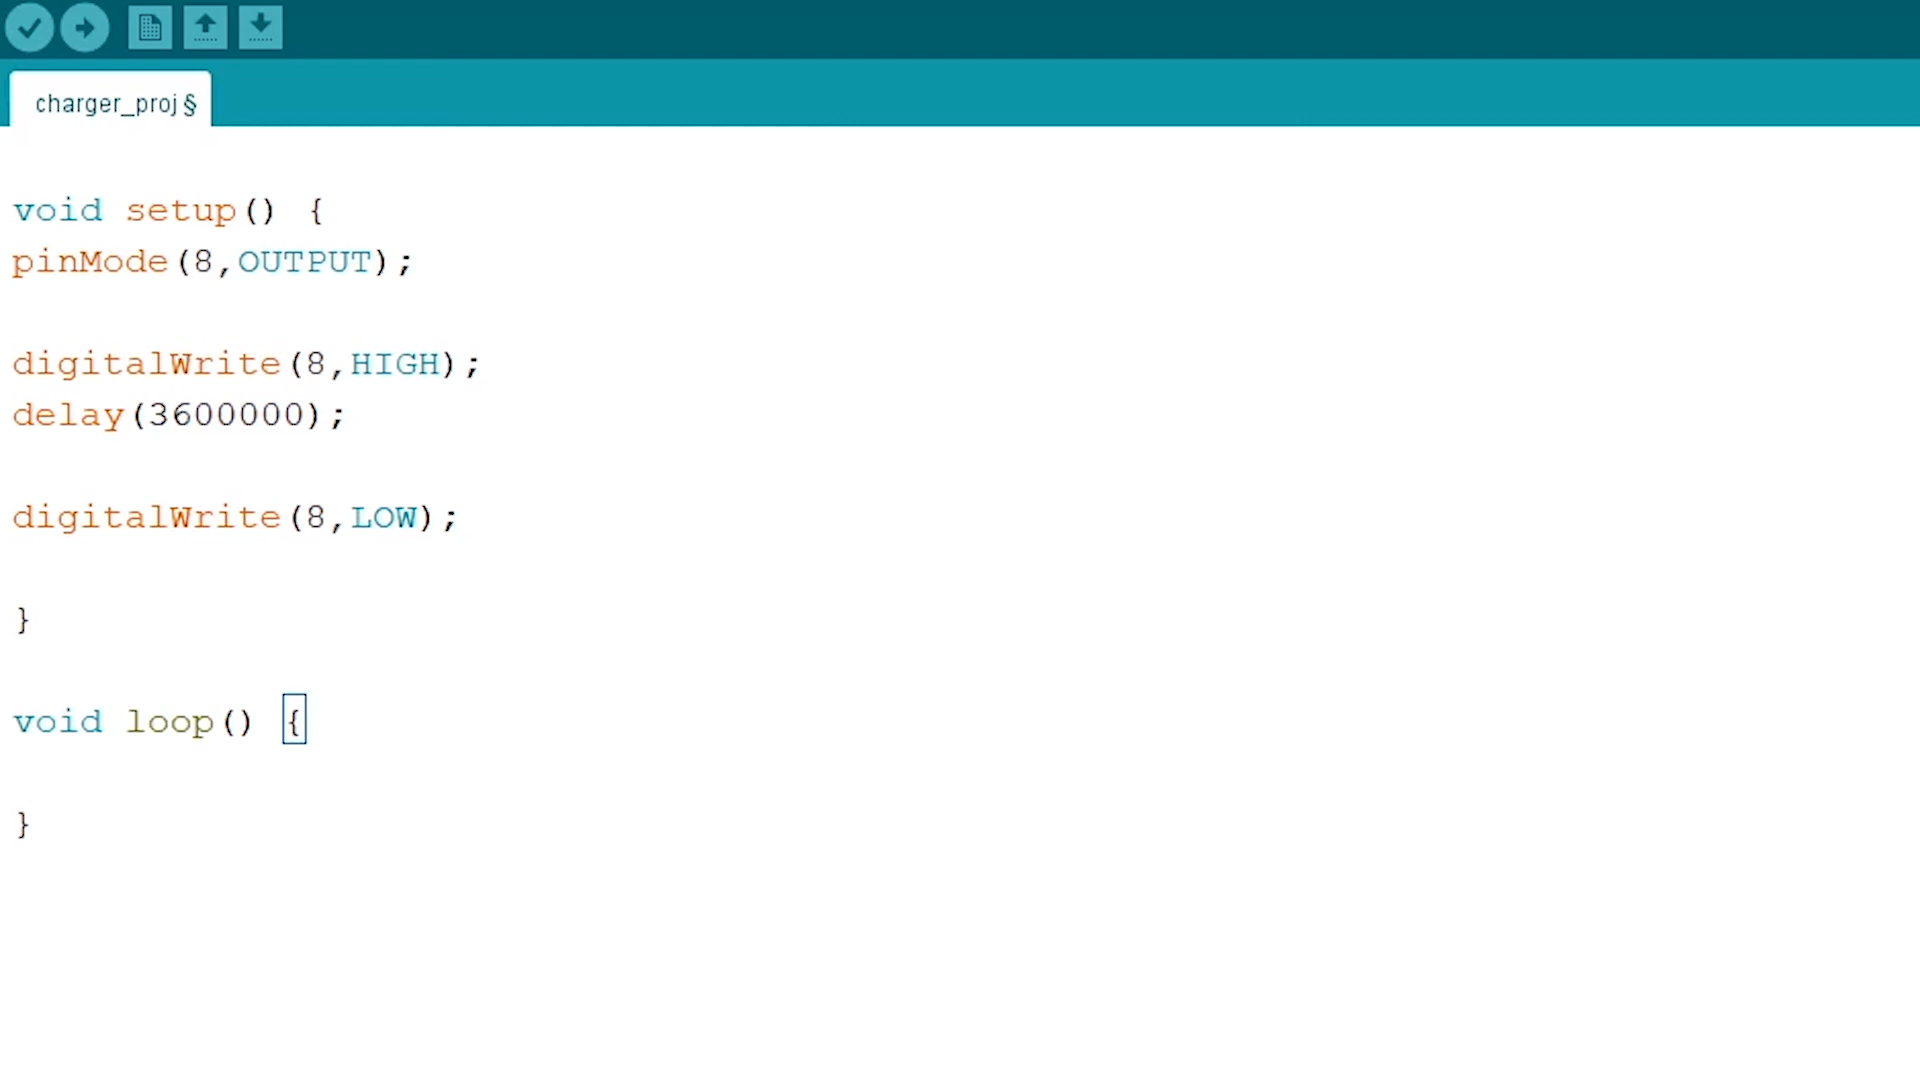 charger_proj §
void setup() {
pinMode(8,OUTPUT);
digitalWrite(8,HIGH);
delay(3600000);
digitalWrite(8,LOW);
}
void loop() {
}